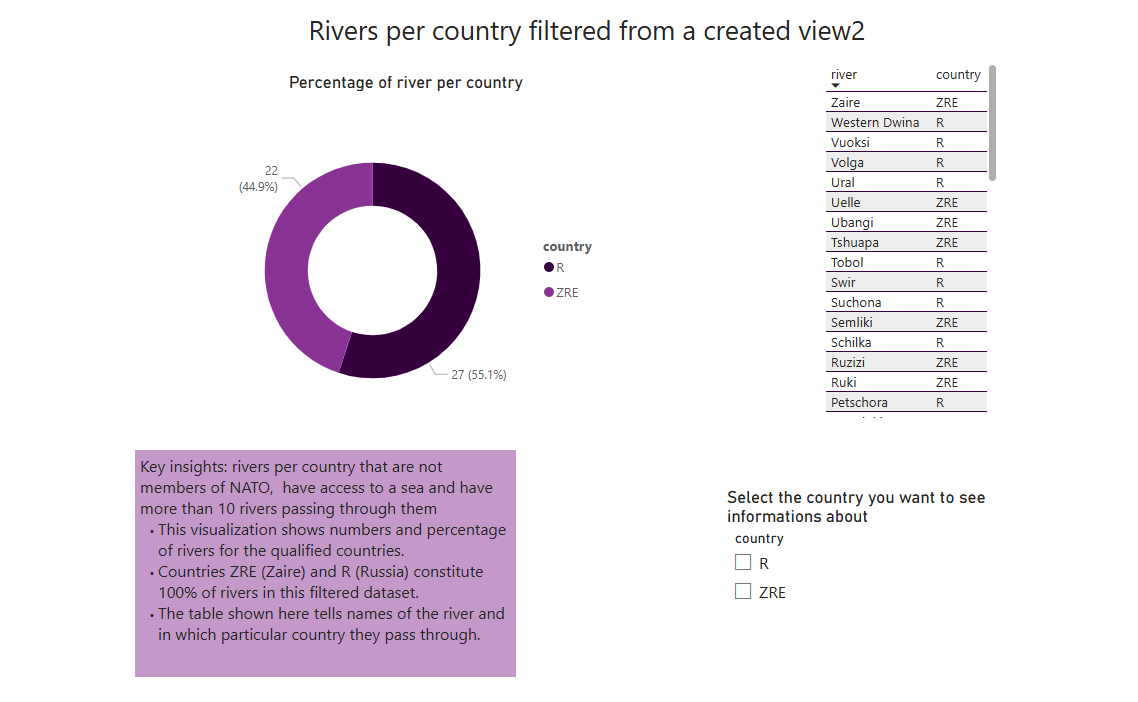 Rivers per country filtered from a created view2
Percentage of river per country
22
(44.9%)
27 (55.1%)
country
R
ZRE
river country
Zaire ZRE
Western Dwina R
Vuoksi R
Volga R
Ural R
Uelle ZRE
Ubangi ZRE
Tshuapa ZRE
Tobol R
Swir R
Suchona R
Semliki ZRE
Schilka R
Ruzizi ZRE
Ruki ZRE
Petschora R
Key insights: rivers per country that are not
members of NATO,  have access to a sea and have
more than 10 rivers passing through them
• This visualization shows numbers and percentage
of rivers for the qualified countries.
• Countries ZRE (Zaire) and R (Russia) constitute
100% of rivers in this filtered dataset.
• The table shown here tells names of the river and
in which particular country they pass through.
Select the country you want to see
informations about
country
R
ZRE